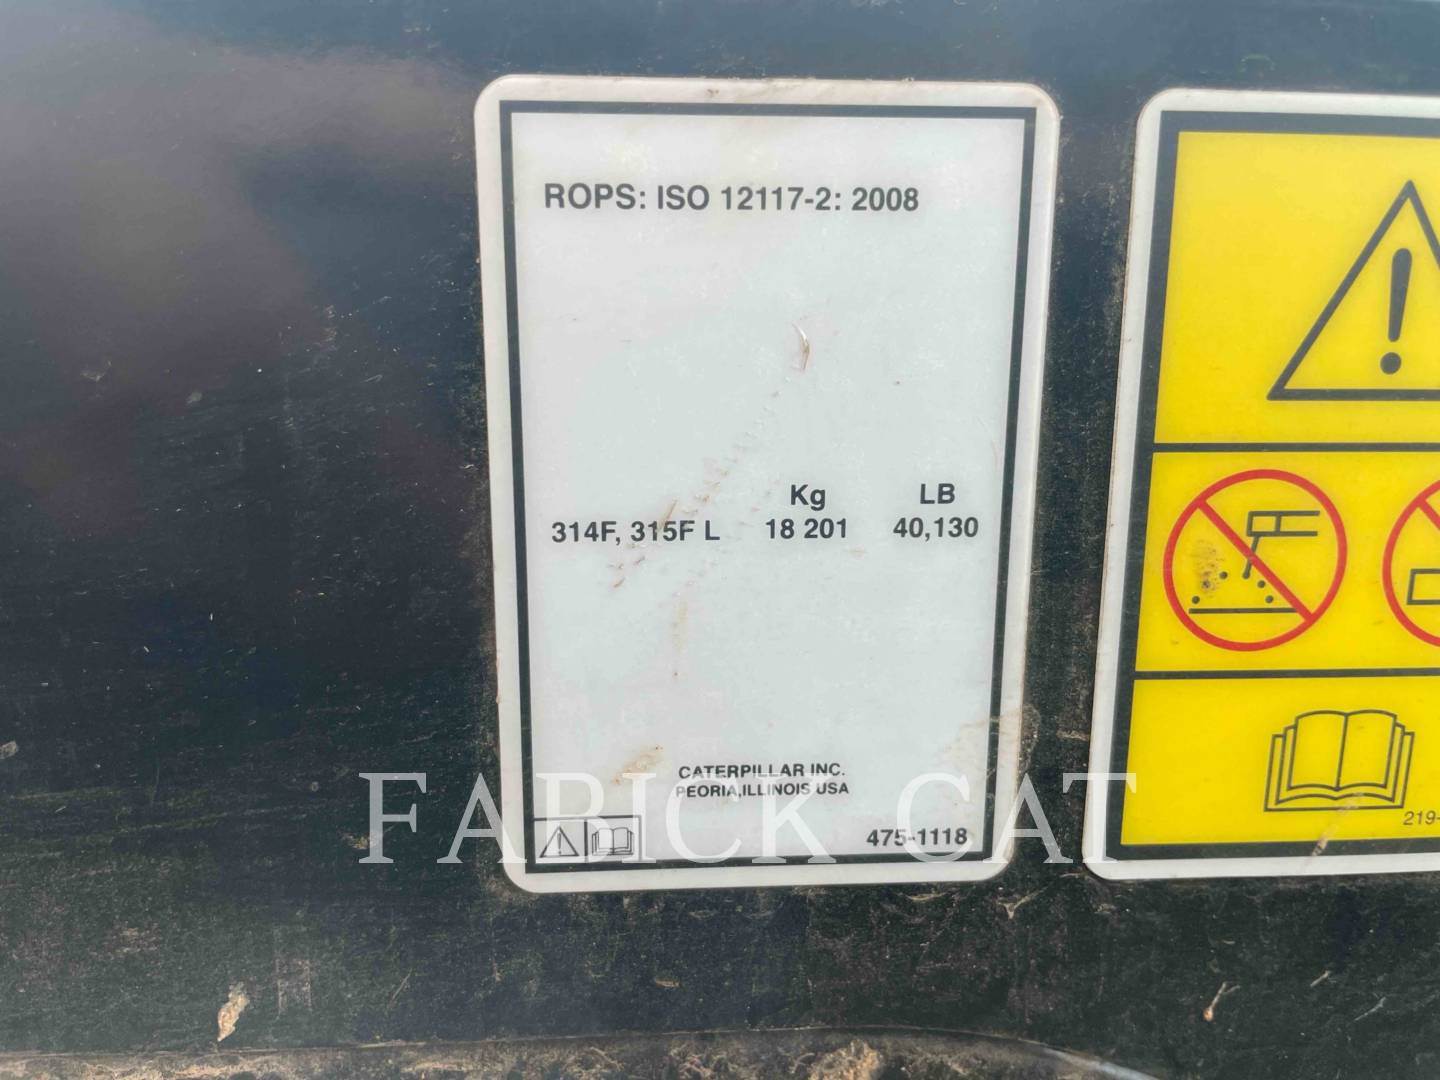 ROPS: ISO 12117-2: 2008
Kg LB
314F, 315F L 18 201 40,130
CATERPILLAR INC.
PEORIA,ILLINOIS USA
475-1118
219-
FABICK CAT